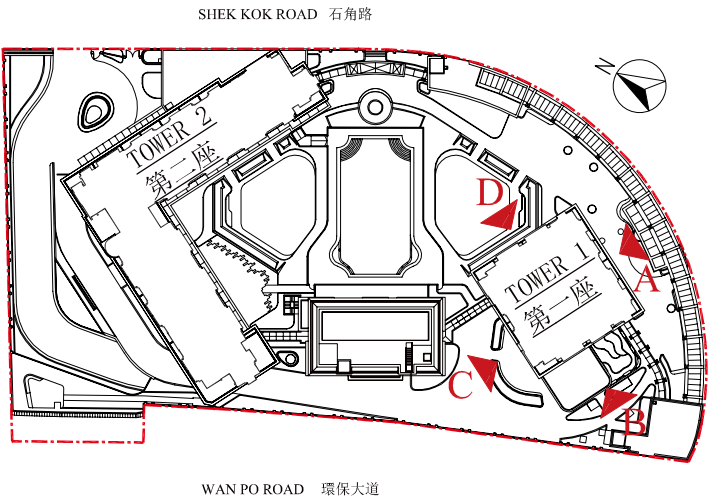 SHEK KOK ROAD 石角路
N
TOWER 2
第二座
D
TOWER 1
第一座
A
C
B
WAN PO ROAD 環保大道